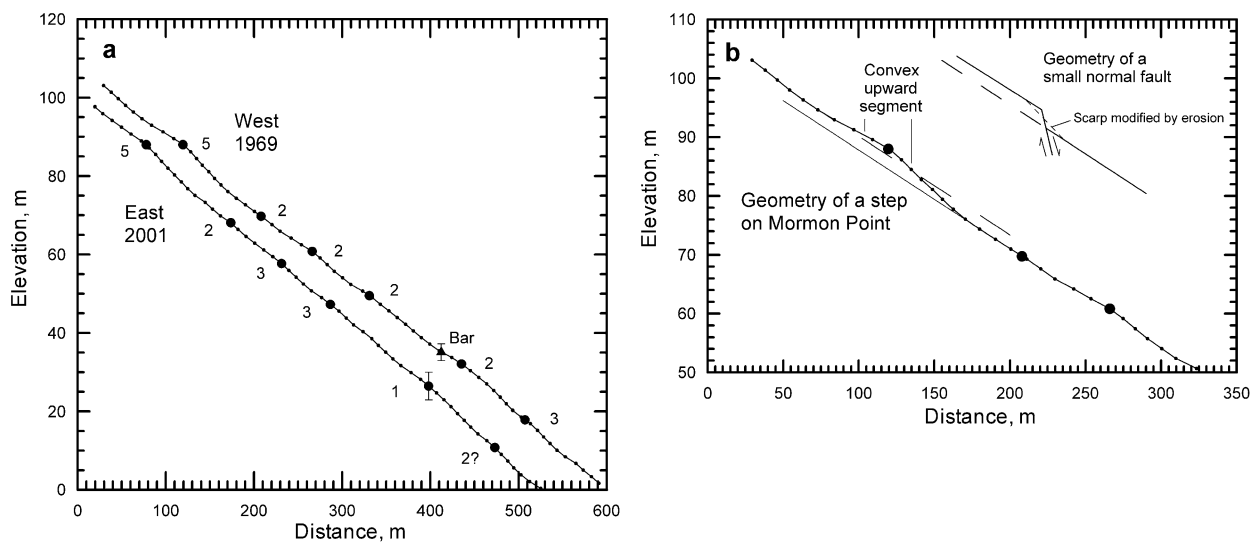 a
120
100
80
60
40
20
0
Elevation, m
0 100 200 300 400 500 600
Distance, m
West
1969
East
2001
5
2
2
2
Bar
2
3
5
2
3
3
1
2?
b
110
100
90
80
70
60
50
Elevation, m
0 50 100 150 200 250 300 350
Distance, m
Convex
upward
segment
Geometry of a
small normal fault
Scarp modified by erosion
Geometry of a step
on Mormon Point